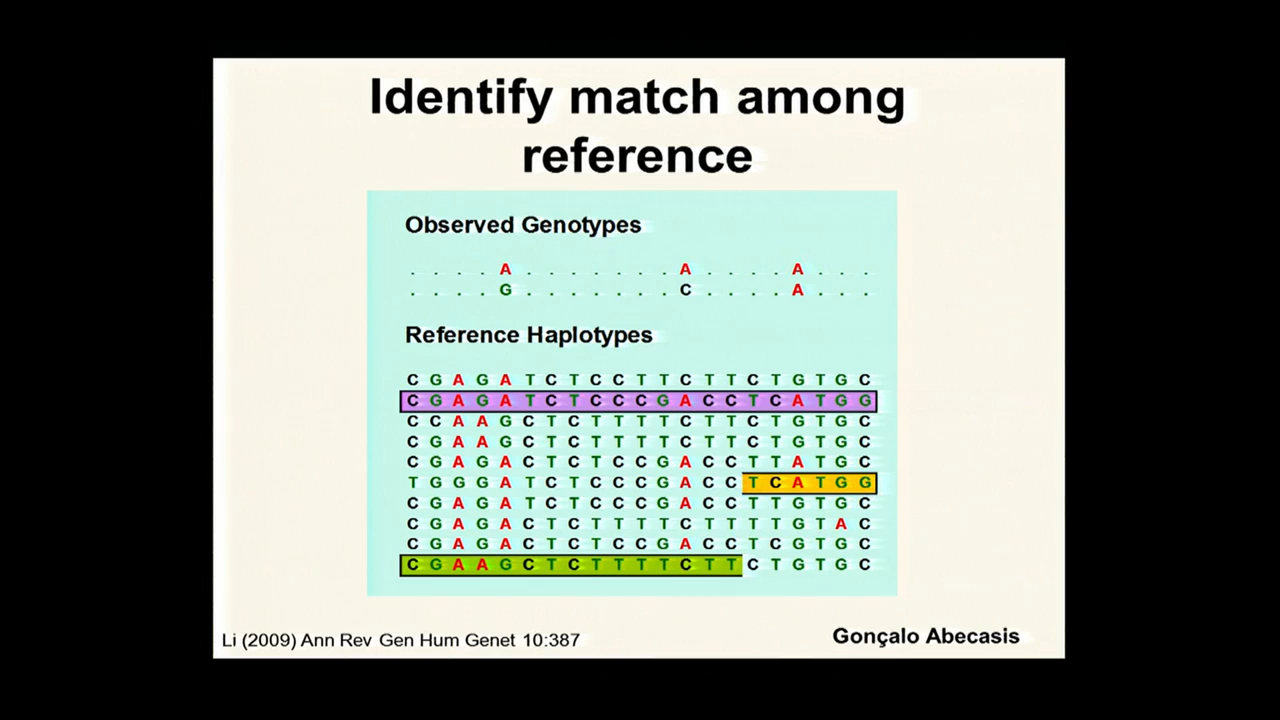 Identify match among
reference
Observed Genotypes
. . . . A . . . . . . . A . . . . A . . .
. . . . G . . . . . . . C . . . . A . . .
Reference Haplotypes
C G A G A T C T C C T T C T T C T G T G C
C G A G A T C T C C C G A C C T C A T G G
C C A A G C T C T T T T C T T C T G T G C
C G A A G C T C T T T T C T T C T G T G C
C G A G A C T C T C C G A C C T T A T G C
T G G G A T C T C C C G A C C T C A T G G
C G A G A T C T C C C G A C C T T G T G C
C G A G A C T C T T T T C T T T T G T A C
C G A G A C T C T C C G A C C T C G T G C
C G A A G C T C T T T T C T T C T G T G C
Li (2009) Ann Rev Gen Hum Genet 10:387
Gonçalo Abecasis